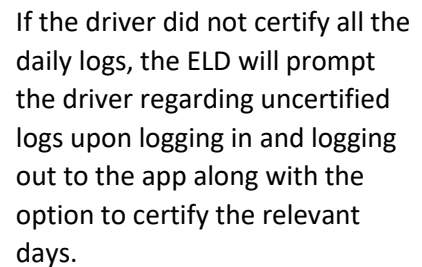 If the driver did not certify all the
daily logs, the ELD will prompt
the driver regarding uncertified
logs upon logging in and logging
out to the app along with the
option to certify the relevant
days.